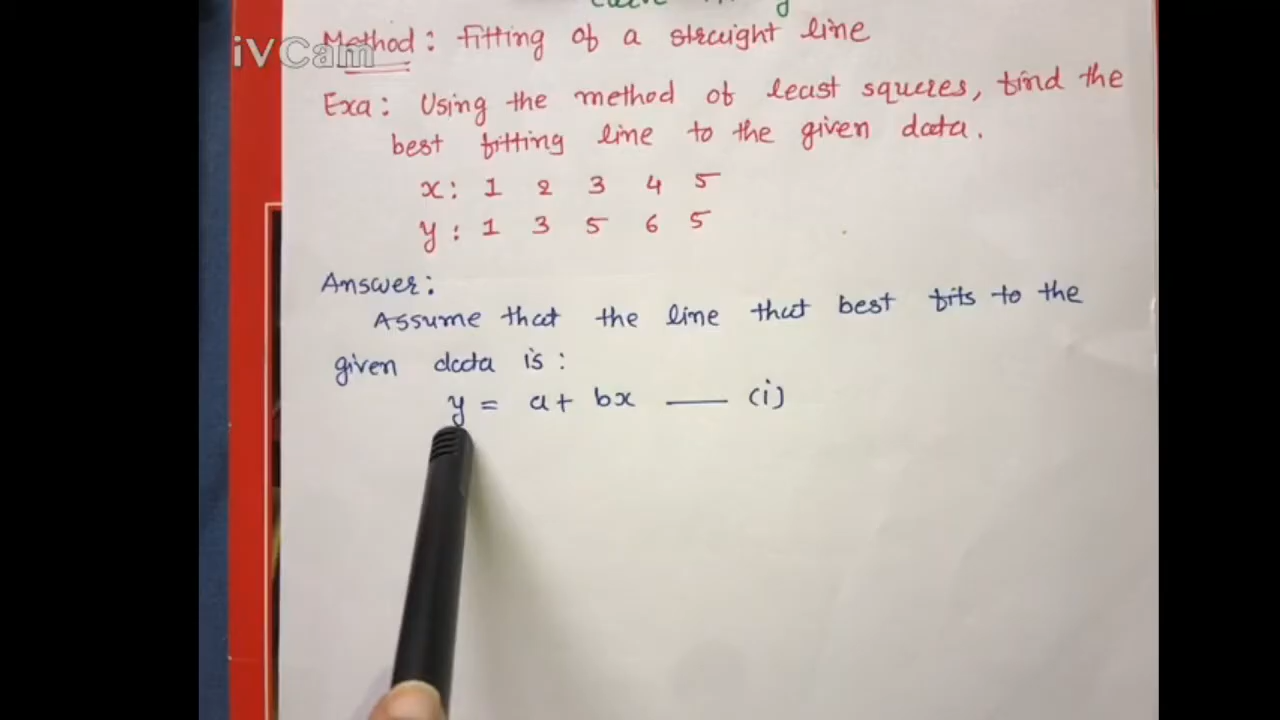 iVCam
Method: fitting of a straight line
Exa: Using the method of least squares, find the
best fitting line to the given data.
x: 1 2 3 4 5
y: 1 3 5 6 5
Answer:
Assume that the line that best fits to the
given data is:
y = a + bx —— (i)